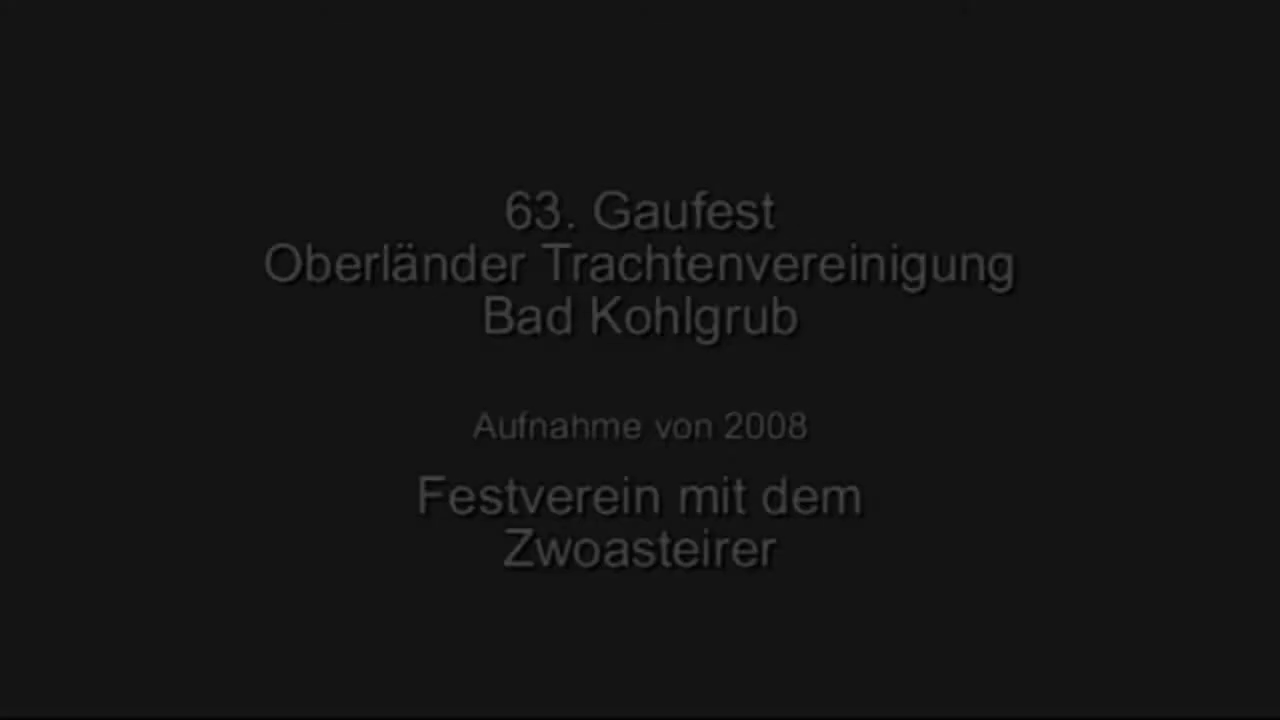 63. Gaufest
Oberländer Trachtenvereinigung
Bad Kohlgrub
Aufnahme von 2008
Festverein mit dem
Zwoasteirer